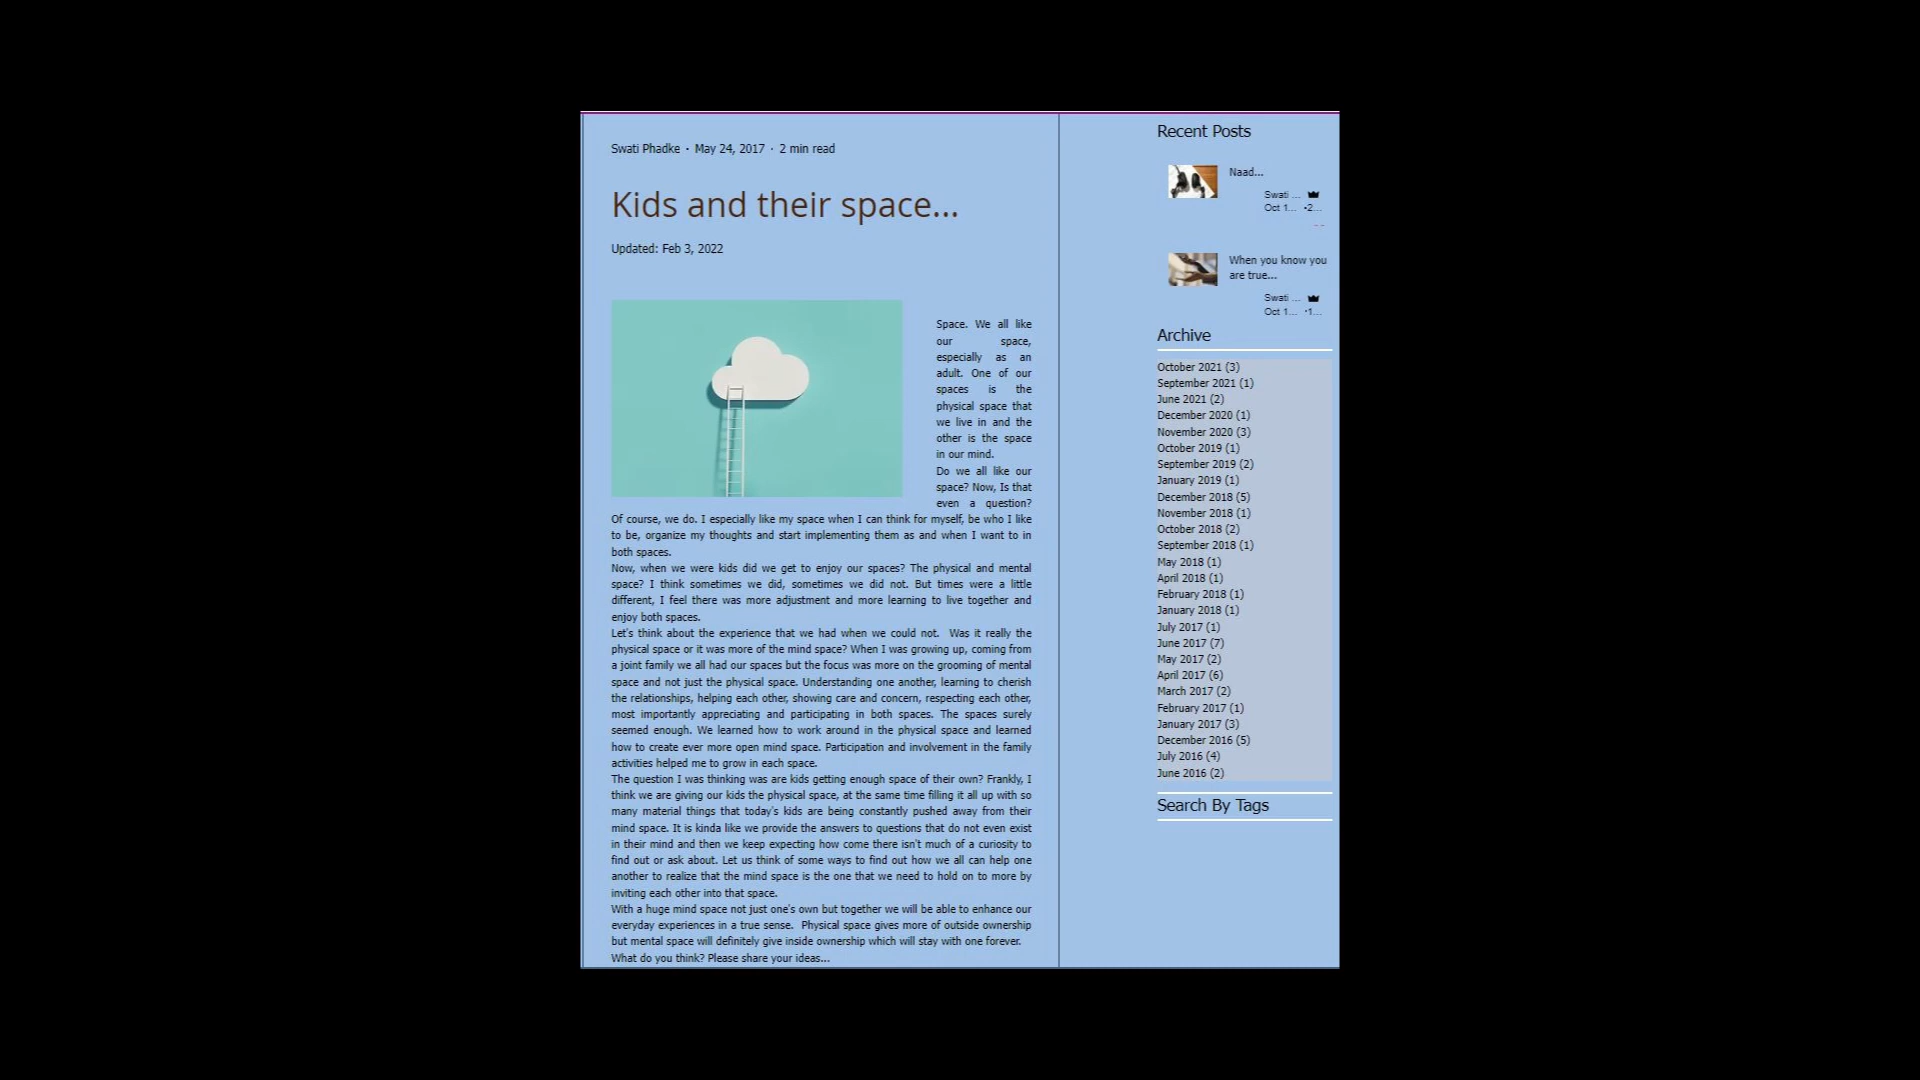 Swati Phadke · May 24, 2017 · 2 min read
Kids and their space...
Updated: Feb 3, 2022
Space. We all like
our space,
especially as an
adult. One of our
spaces is the
physical space that
we live in and the
other is the space
in our mind.
Do we all like our
space? Now, Is that
even a question?
Of course, we do. I especially like my space when I can think for myself, be who I like
to be, organize my thoughts and start implementing them as and when I want to in
both spaces.
Now, when we were kids did we get to enjoy our spaces? The physical and mental
space? I think sometimes we did, sometimes we did not. But times were a little
different, I feel there was more adjustment and more learning to live together and
enjoy both spaces.
Let's think about the experience that we had when we could not. Was it really the
physical space or it was more of the mind space? When I was growing up, coming from
a joint family we all had our spaces but the focus was more on the grooming of mental
space and not just the physical space. Understanding one another, learning to cherish
the relationships, helping each other, showing care and concern, respecting each other,
most importantly appreciating and participating in both spaces. The spaces surely
seemed enough. We learned how to work around in the physical space and learned
how to create ever more open mind space. Participation and involvement in the family
activities helped me to grow in each space.
The question I was thinking was are kids getting enough space of their own? Frankly, I
think we are giving our kids the physical space, at the same time filling it all up with so
many material things that today's kids are being constantly pushed away from their
mind space. It is kinda like we provide the answers to questions that do not even exist
in their mind and then we keep expecting how come there isn't much of a curiosity to
find out or ask about. Let us think of some ways to find out how we all can help one
another to realize that the mind space is the one that we need to hold on to more by
inviting each other into that space.
With a huge mind space not just one's own but together we will be able to enhance our
everyday experiences in a true sense. Physical space gives more of outside ownership
but mental space will definitely give inside ownership which will stay with one forever.
What do you think? Please share your ideas...
Recent Posts
Naad...
Swati ...
Oct 1... •2...
When you know you
are true...
Swati ...
Oct 1... •1...
Archive
October 2021 (3)
September 2021 (1)
June 2021 (2)
December 2020 (1)
November 2020 (3)
October 2019 (1)
September 2019 (2)
January 2019 (1)
December 2018 (5)
November 2018 (1)
October 2018 (2)
September 2018 (1)
May 2018 (1)
April 2018 (1)
February 2018 (1)
January 2018 (1)
July 2017 (1)
June 2017 (7)
May 2017 (2)
April 2017 (6)
March 2017 (2)
February 2017 (1)
January 2017 (3)
December 2016 (5)
July 2016 (4)
June 2016 (2)
Search By Tags